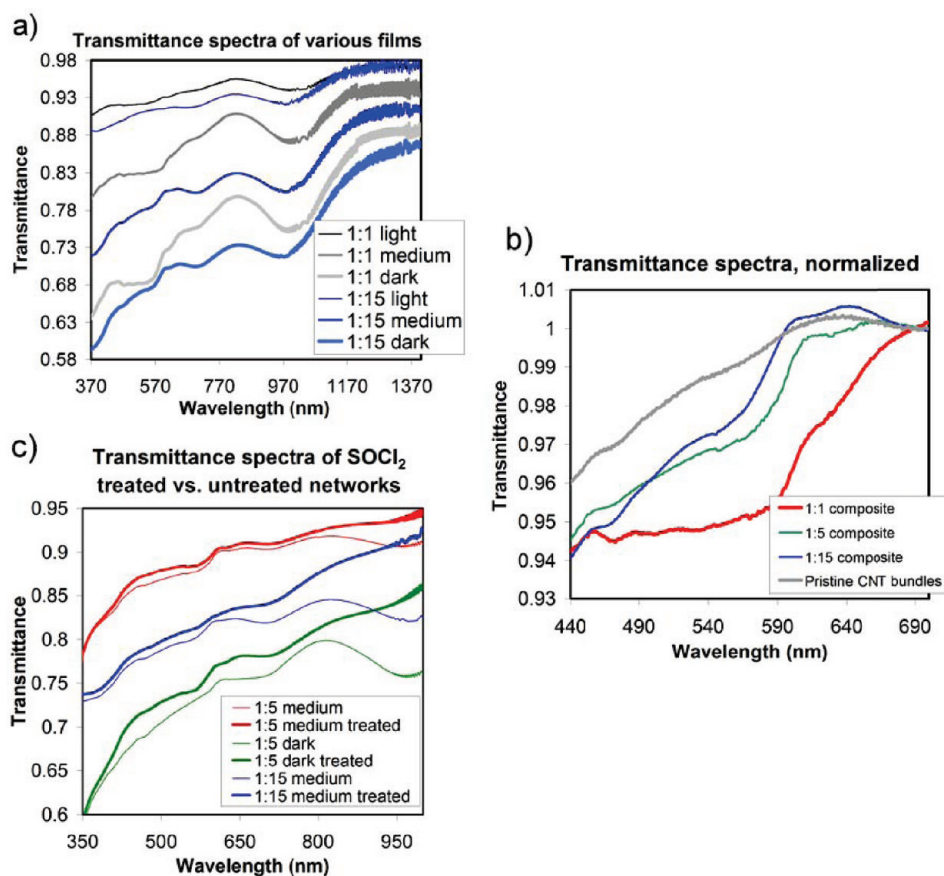 a)
Transmittance spectra of various films
0.98
0.93
0.88
0.83
0.78
0.73
0.68
0.63
0.58
Transmittance
370 570 770 970 1170 1370
Wavelength (nm)
1:1 light
1:1 medium
1:1 dark
1:15 light
1:15 medium
1:15 dark
b)
Transmittance spectra, normalized
1.01
1
0.99
0.98
0.97
0.96
0.95
0.94
0.93
Transmittance
440 490 540 590 640 690
Wavelength (nm)
1:1 composite
1:5 composite
1:15 composite
Pristine CNT bundles
c)
Transmittance spectra of SOCl₂
treated vs. untreated networks
0.95
0.9
0.85
0.8
0.75
0.7
0.65
0.6
Transmittance
350 500 650 800 950
Wavelength (nm)
1:5 medium
1:5 medium treated
1:5 dark
1:5 dark treated
1:15 medium
1:15 medium treated